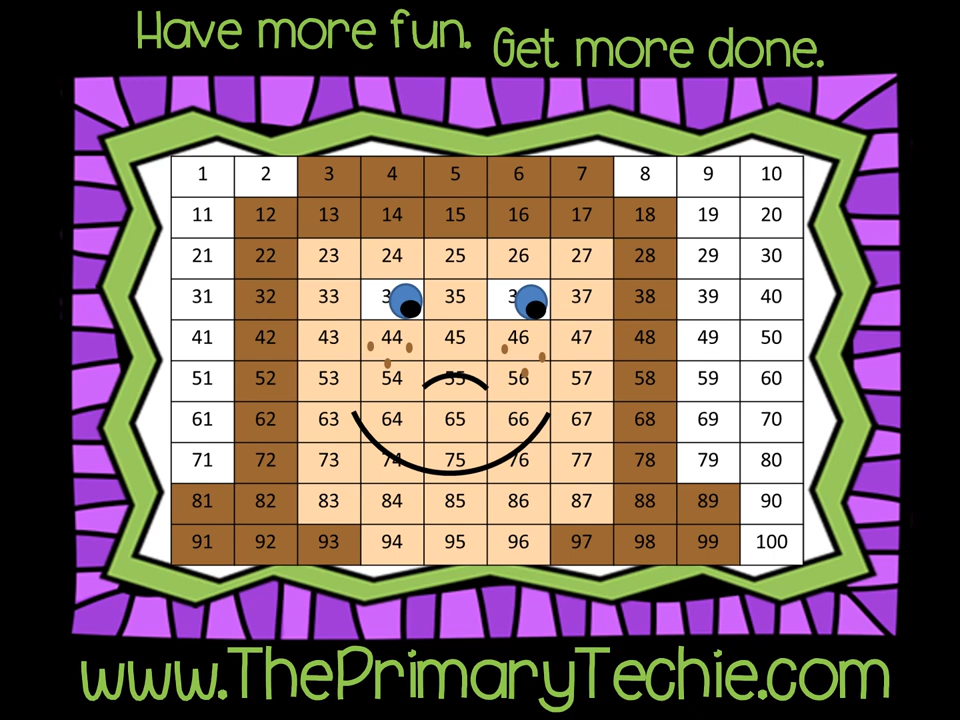 Have more fun. Get more done.
1 2 3 4 5 6 7 8 9 10
11 12 13 14 15 16 17 18 19 20
21 22 23 24 25 26 27 28 29 30
31 32 33 35 37 38 39 40
41 42 43 44 45 46 47 48 49 50
51 52 53 54 55 56 57 58 59 60
61 62 63 64 65 66 67 68 69 70
71 72 73 74 75 76 77 78 79 80
81 82 83 84 85 86 87 88 89 90
91 92 93 94 95 96 97 98 99 100
www.ThePrimaryTechie.com